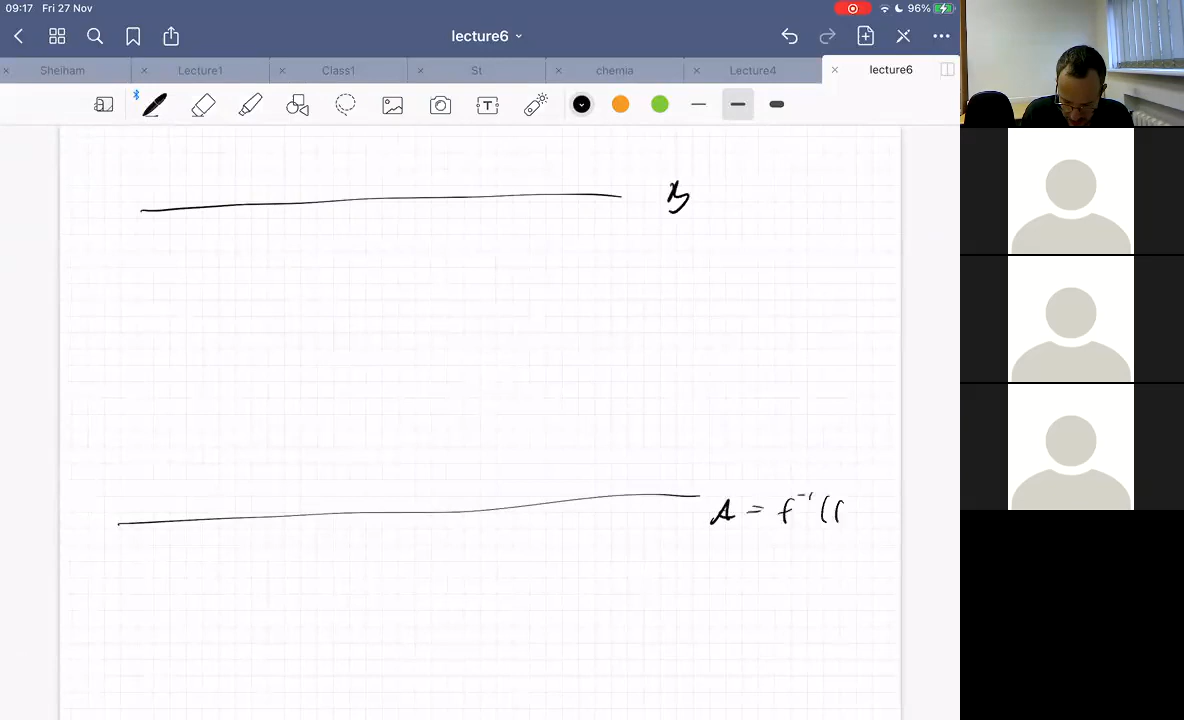 09:17 Fri 27 Nov
96%
lecture6
Sheiham
Lecture1
Class1
St
chemia
Lecture4
lecture6
T
A = f⁻¹((